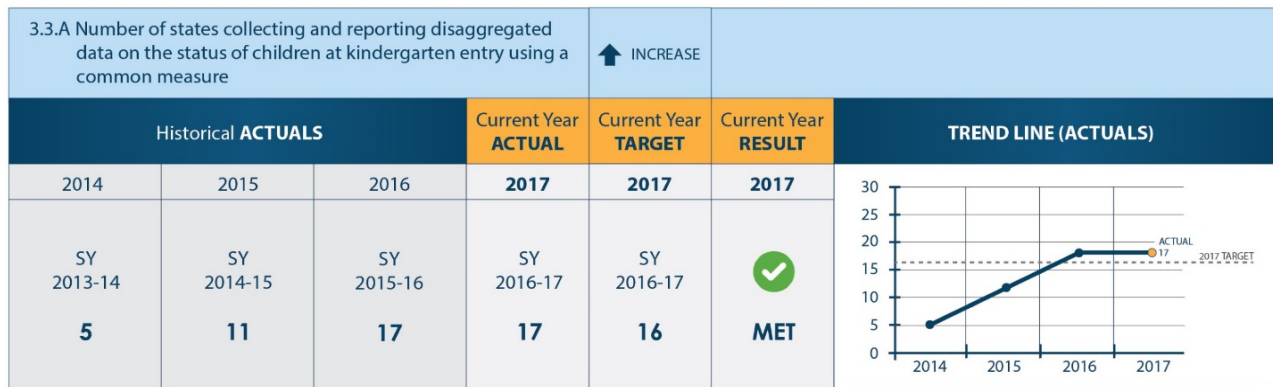 3.3.A Number of states collecting and reporting disaggregated
data on the status of children at kindergarten entry using a
common measure
INCREASE
Historical ACTUALS
Current Year
ACTUAL
Current Year
TARGET
Current Year
RESULT
TREND LINE (ACTUALS)
2014
2015
2016
2017
2017
2017
SY
2013-14
5
SY
2014-15
11
SY
2015-16
17
SY
2016-17
17
SY
2016-17
16
MET
30
25
20
15
10
5
0
ACTUAL
17
2017 TARGET
2014
2015
2016
2017